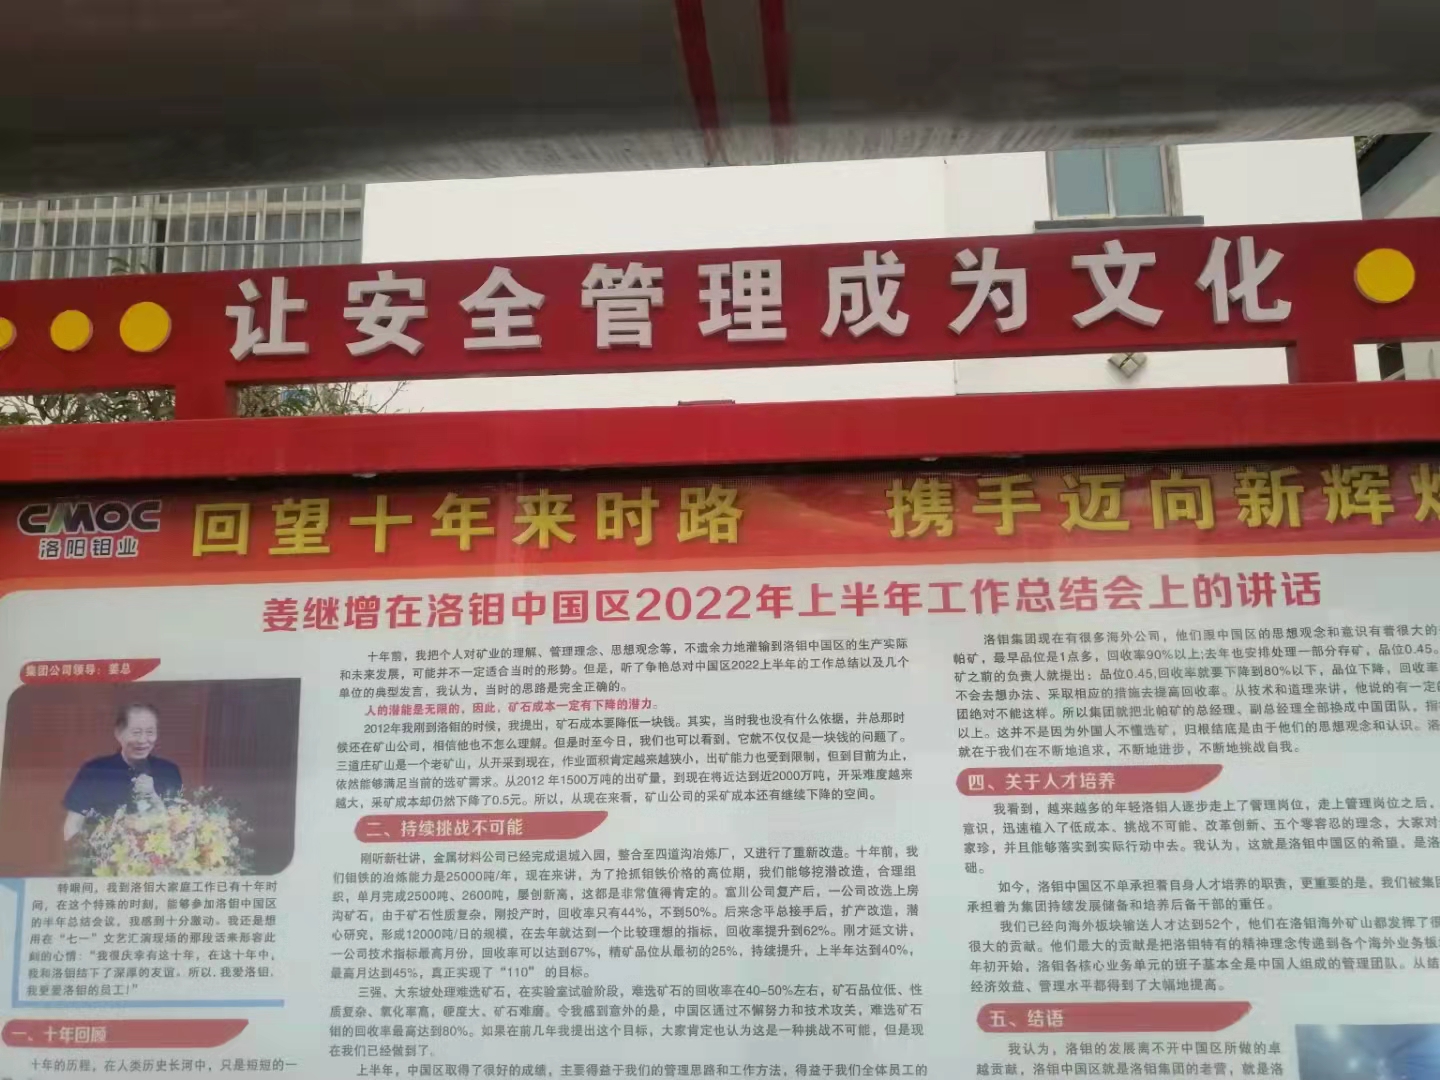 让安全管理成为文化
CMOC
洛阳钼业
回望十年来时路 携手迈向新辉
姜继增在洛钼中国区2022年上半年工作总结会上的讲话
集团公司领导：姜总
特瞬间，我到洛钼大家庭工作已有十年时
间，在这个特殊的时刻，能够参加洛钼中国区
的半年总结会议，我感到十分激动。我还是想
用在“七一”文艺汇演现场的那段话来形容此
刻的心情：“我很庆幸有这十年，在这十年中，
我和洛钼结下了深厚的友谊。所以，我爱洛钼，
我更爱洛钼的员工！”
一、十年回顾
十年的历程，在人类历史长河中，只是短短的一
十年前，我把个人对矿业的理解、管理理念、思想观念等，不遗余力地灌输到洛钼中国区的生产实际
和未来发展，可能并不一定适合当时的形势。但是，听了争艳总对中国区2022上半年的工作总结以及几个
单位的典型发言，我认为，当时的思路是完全正确的。
人的潜能是无限的，因此，矿石成本一定有下降的潜力。
2012年我刚到洛钼的时候，我提出，矿石成本要降低一块钱。其实，当时我也没有什么依据，井总那时
候还在矿山公司，相信他也不怎么理解。但是时至今日，我们也可以看到，它就不仅仅是一块钱的问题了。
三道庄矿山是一个老矿山，从开采到现在，作业面积肯定越来越狭小，出矿能力也受到限制，但到目前为止，
依然能够满足当前的选矿需求。从2012 年1500万吨的出矿量，到现在将近达到近2000万吨，开采难度越来
越大，采矿成本却仍然下降了0.5元。所以，从现在来看，矿山公司的采矿成本还有继续下降的空间。
二、持续挑战不可能
刚听新社讲，金属材料公司已经完成退城入园，整合至四道沟冶炼厂，又进行了重新改造。十年前，我
们钼铁的冶炼能力是25000吨/年，现在来讲，为了抢抓钼铁价格的高位期，我们能够挖潜改造，合理组
织，单月完成2500吨、2600吨，屡创新高，这都是非常值得肯定的。富川公司复产后，一公司改选上房
沟矿石，由于矿石性质复杂，刚投产时，回收率只有44%，不到50%。后来念平总接手后，扩产改造，潜
心研究，形成12000吨/日的规模，在去年就达到一个比较理想的指标，回收率提升到62%。刚才延文讲，
一公司技术指标最高月份，回收率可以达到67%，精矿品位从最初的25%，持续提升，上半年达到40%，
最高月达到45%，真正实现了“110” 的目标。
三强、大东坡处理难选矿石，在实验室试验阶段，难选矿石的回收率在40-50%左右，矿石品位低、性
质复杂、氧化率高，硬度大、矿石难磨。令我感到意外的是，中国区通过不懈努力和技术攻关，难选矿石
钼的回收率最高达到80%。如果在前几年我提出这个目标，大家肯定也认为这是一种挑战不可能，但是现
在我们已经做到了.
上半年，中国区取得了很好的成绩，主要得益于我们的管理思路和工作方法，得益于我们全体员工的
洛钼集团现在有很多海外公司，他们跟中国区的思想观念和意识有着很大的
帕矿，最早品位是1点多，回收率90%以上;去年也安排处理一部分存矿，品位0.45。
矿之前的负责人就提出：品位0.45,回收率就要下降到80%以下，品位下降，回收率
不会去想办法、采取相应的措施去提高回收率。从技术和道理来讲，他说的有一定的
团绝对不能这样。所以集团就把北帕矿的总经理、副总经理全部换成中国团队，指
以上。这并不是因为外国人不懂选矿，归根结底是由于他们的思想观念和认识。洛
就在于我们在不断地追求，不断地进步，不断地挑战自我。
四、关于人才培养
我看到，越来越多的年轻洛钼人逐步走上了管理岗位，走上管理岗位之后，
意识，迅速植入了低成本、挑战不可能、改革创新、五个零容忍的理念，大家对
家珍，并且能够落实到实际行动中去。我认为，这就是洛钼中国区的希望，是洛
础。
如今，洛钼中国区不单承担着自身人才培养的职责，更重要的是，我们被集团
承担着为集团持续发展储备和培养后备干部的重任。
我们已经向海外板块输送人才达到52个，他们在洛钼海外矿山都发挥了很
很大的贡献。他们最大的贡献是把洛钼特有的精神理念传递到各个海外业务板
年初开始，洛钼各核心业务单元的班子基本全是中国人组成的管理团队。从结
经济效益、管理水平都得到了大幅地提高。
五、结语
我认为，洛钼的发展离不开中国区所做的卓
越贡献，洛钼中国区就是洛钼集团的老营，就是洛